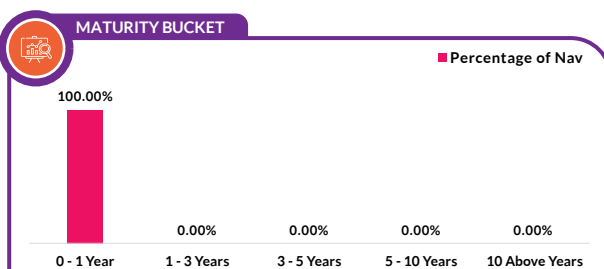 MATURITY BUCKET
Percentage of Nav
100.00%
0.00% 0.00% 0.00% 0.00%
0 - 1 Year 1 - 3 Years 3 - 5 Years 5 - 10 Years 10 Above Years